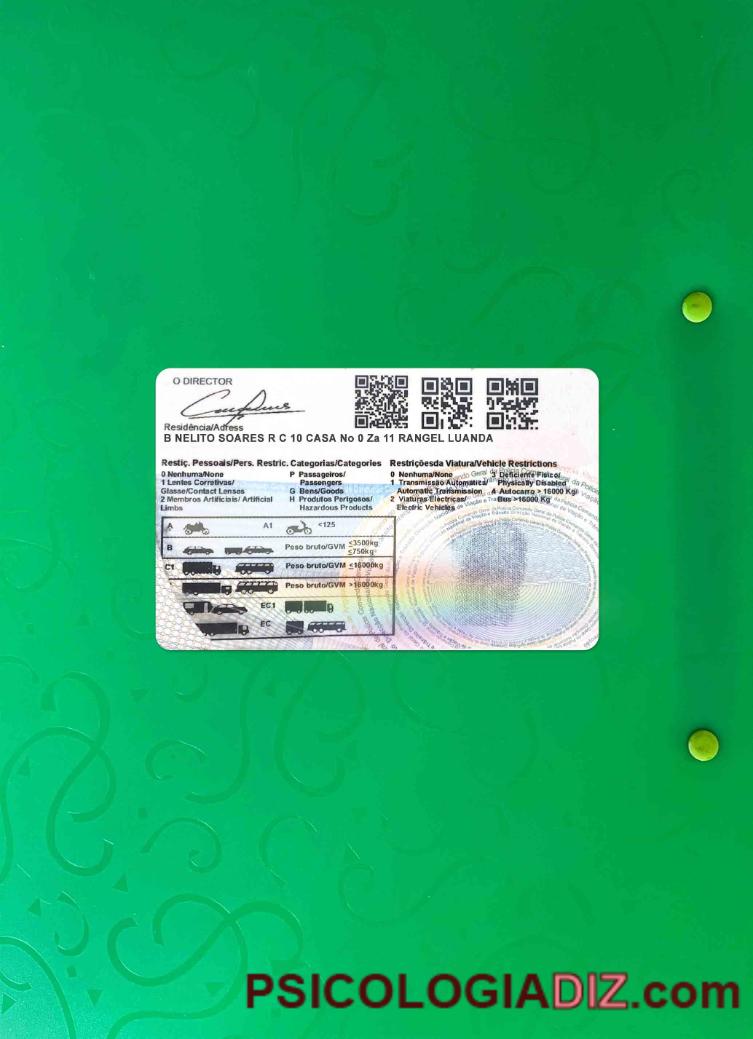 O DIRECTOR
Residência/Adress
B NELITO SOARES R C 10 CASA No 0 Za 11 RANGEL LUANDA
Restiç. Pessoais/Pers. Restric. Categorias/Categories Restriçõesda Viatura/Vehicle Restrictions
0 Nenhuma/None P Passageiros/ 0 Nenhuma/None 3 Deficiente Fisico/
1 Lentes Corretivas/ Passengers 1 Transmissão Automatica/ Physically Disabled
Glasse/Contact Lenses G Bens/Goods Automatic Transmission 4 Autocarro > 16000 Kg/
2 Membros Artificiais/ Artificial H Produtos Pertgosos/ 2 Viaturas Electricas/ Bus >16000 Kg
Limbs Hazardous Products Electric Vehicles
A A1 <125
B Peso bruto/GVM ≤3500kg
≤750kg
C1 Peso bruto/GVM ≤16000kg
Peso bruto/GVM >16000kg
EC1
EC
PSICOLOGIADIZ.com